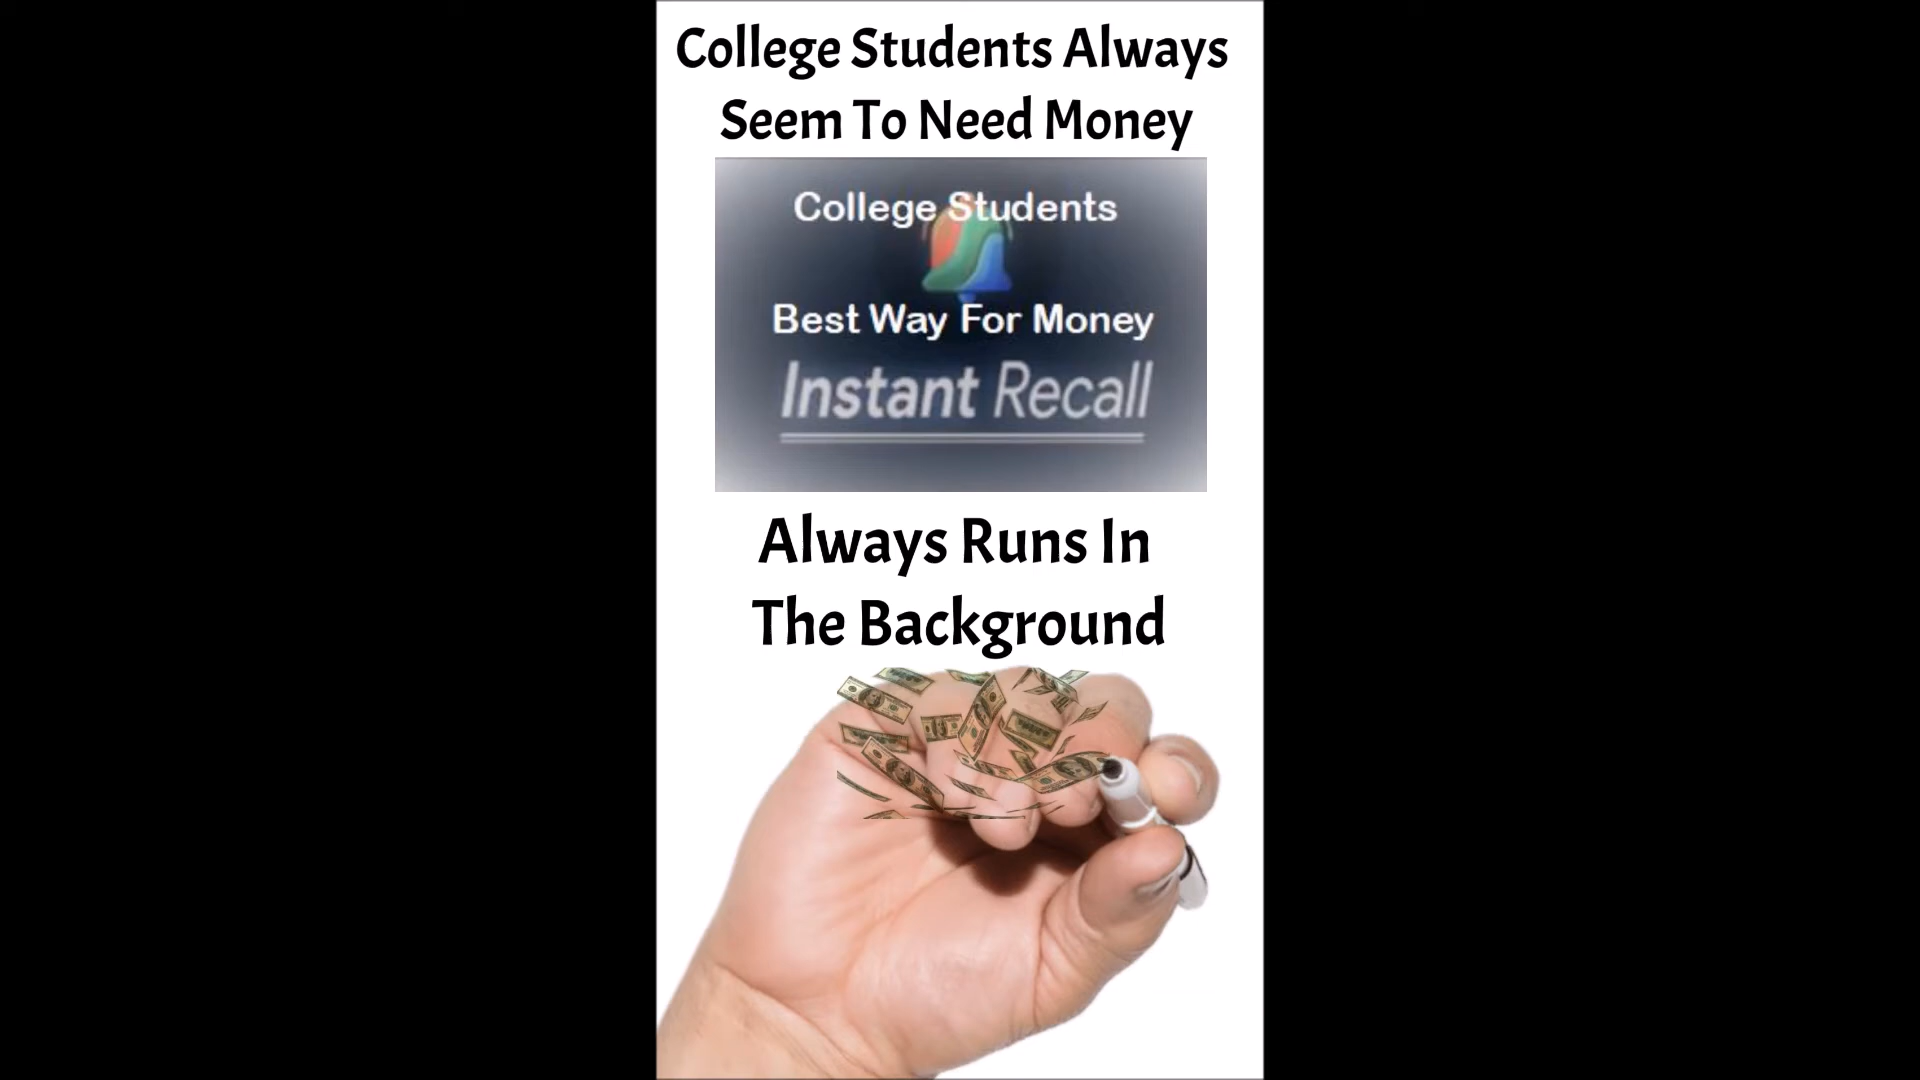 College Students Always
Seem To Need Money
College Students
Best Way For Money
Instant Recall
Always Runs In
The Background